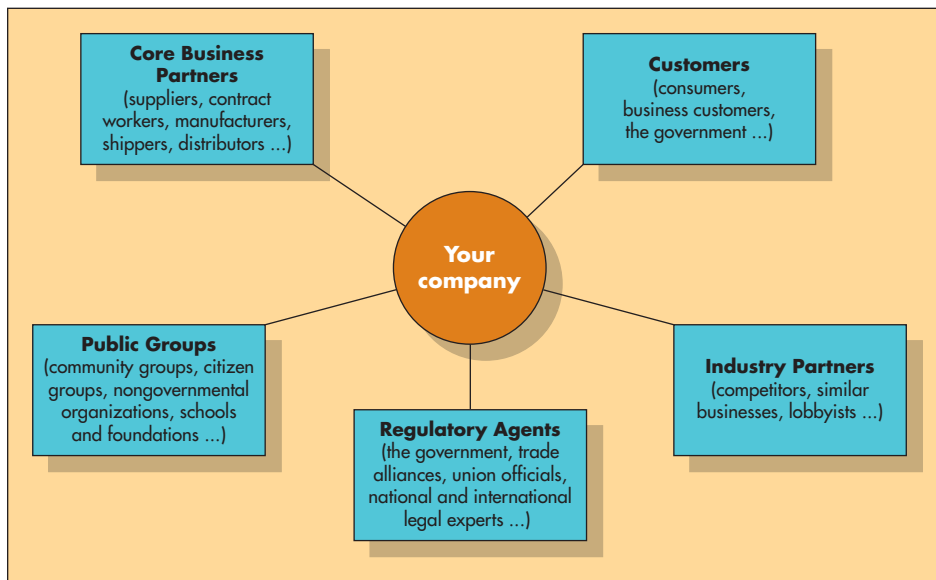 Core Business
Partners
(suppliers, contract
workers, manufacturers,
shippers, distributors ...)
Customers
(consumers,
business customers,
the government ...)
Your
company
Public Groups
(community groups, citizen
groups, nongovernmental
organizations, schools
and foundations ...)
Regulatory Agents
(the government, trade
alliances, union officials,
national and international
legal experts ...)
Industry Partners
(competitors, similar
businesses, lobbyists ...)